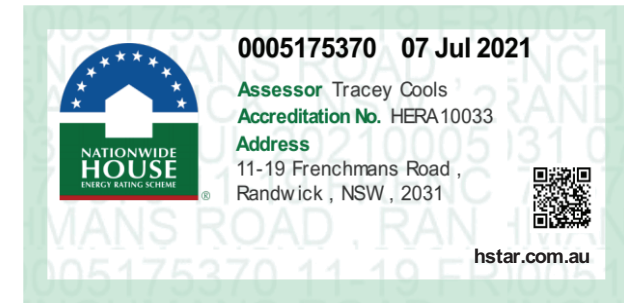 0005175370 07 Jul 2021
Assessor Tracey Cools
Accreditation No. HERA10033
Address
11-19 Frenchmans Road ,
Randwick , NSW , 2031
NATIONWIDE
HOUSE
ENERGY RATING SCHEME
®
hstar.com.au